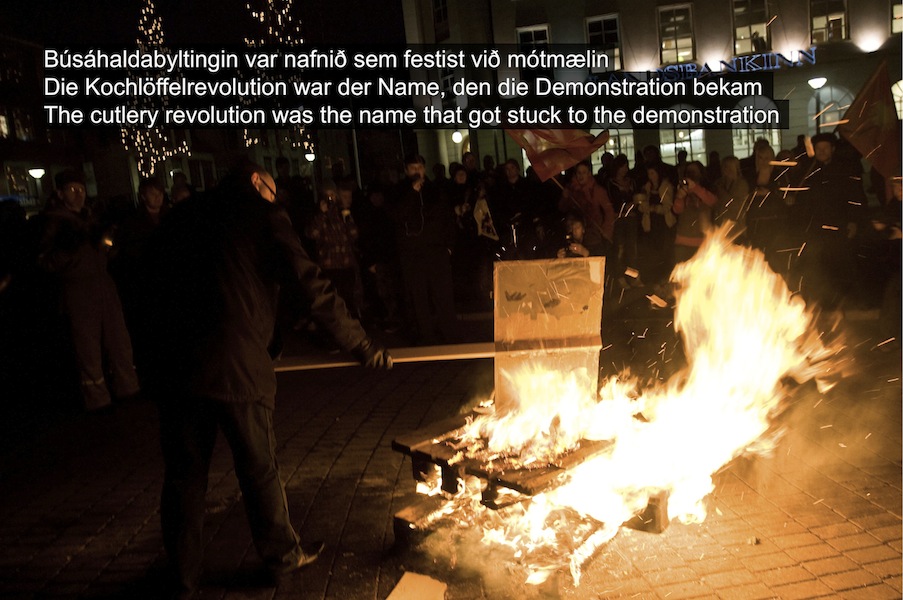 Búsáhaldabyltingin var nafnið sem festist við mótmælin
Die Kochlöffelrevolution war der Name, den die Demonstration bekam
The cutlery revolution was the name that got stuck to the demonstration